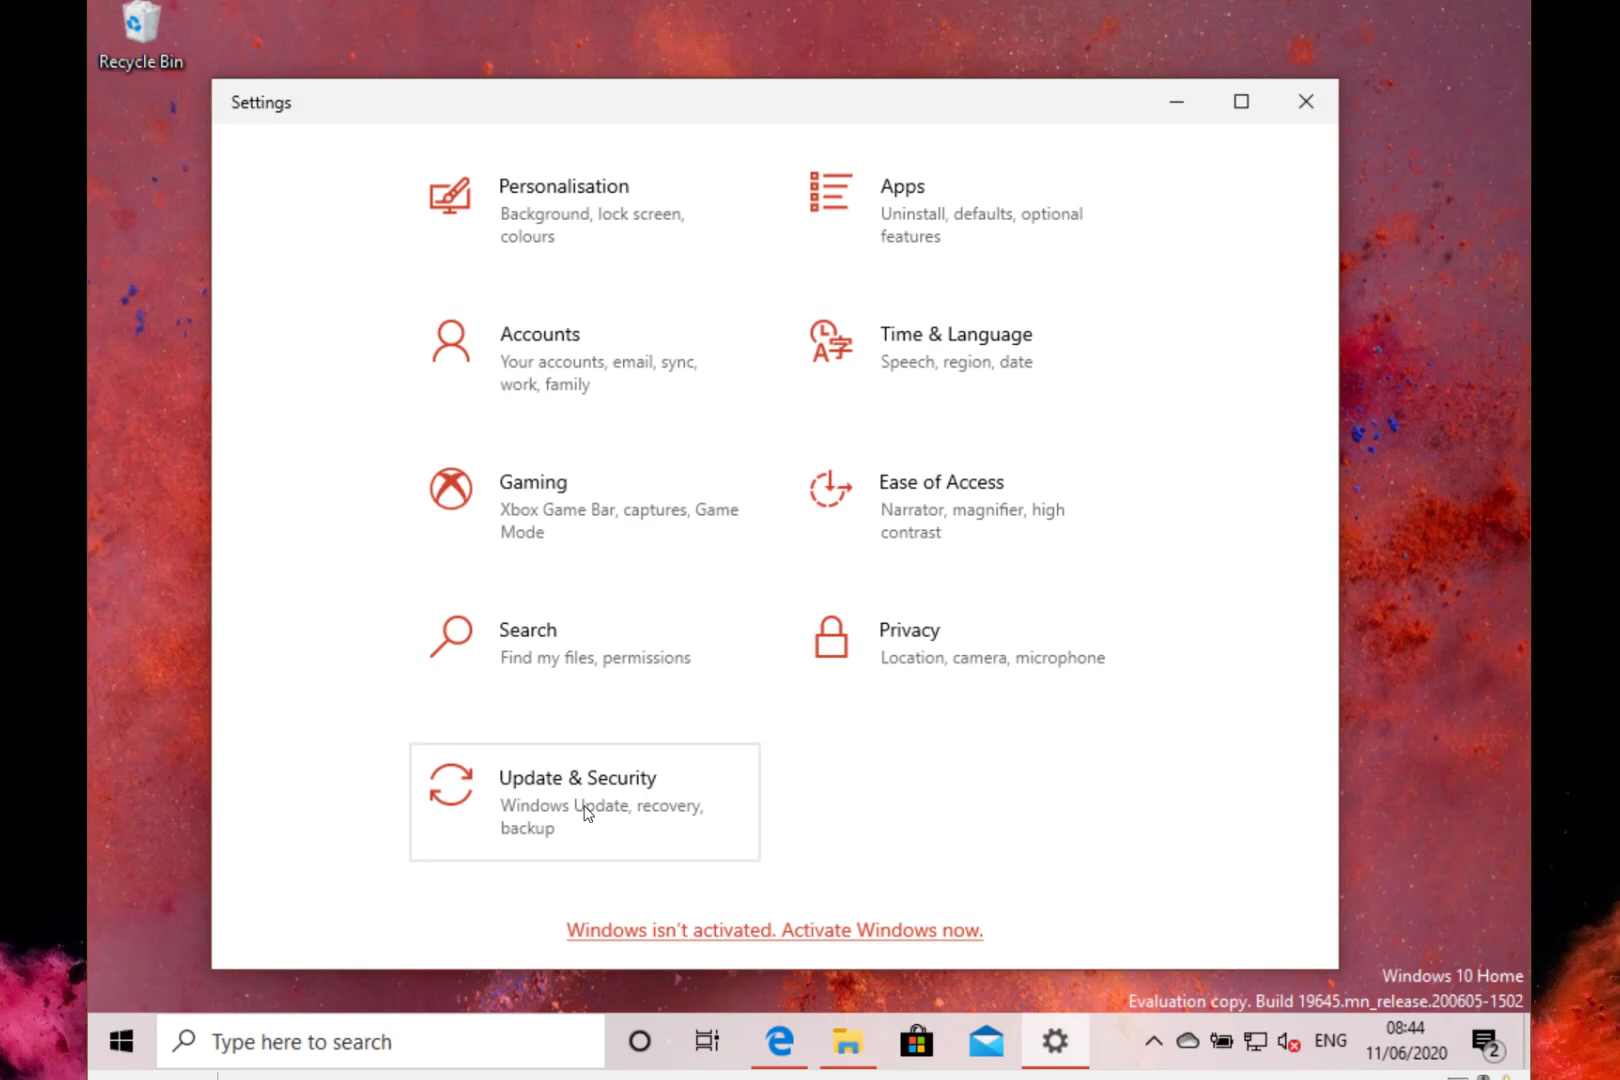 Recycle Bin
Settings
Personalisation
Background, lock screen,
colours
Apps
Uninstall, defaults, optional
features
Accounts
Your accounts, email, sync,
work, family
Time & Language
Speech, region, date
Gaming
Xbox Game Bar, captures, Game
Mode
Ease of Access
Narrator, magnifier, high
contrast
Search
Find my files, permissions
Privacy
Location, camera, microphone
Update & Security
Windows Update, recovery,
backup
Windows isn't activated. Activate Windows now.
Windows 10 Home
Evaluation copy. Build 19645.mn_release.200605-1502
Type here to search
ENG
08:44
11/06/2020
2